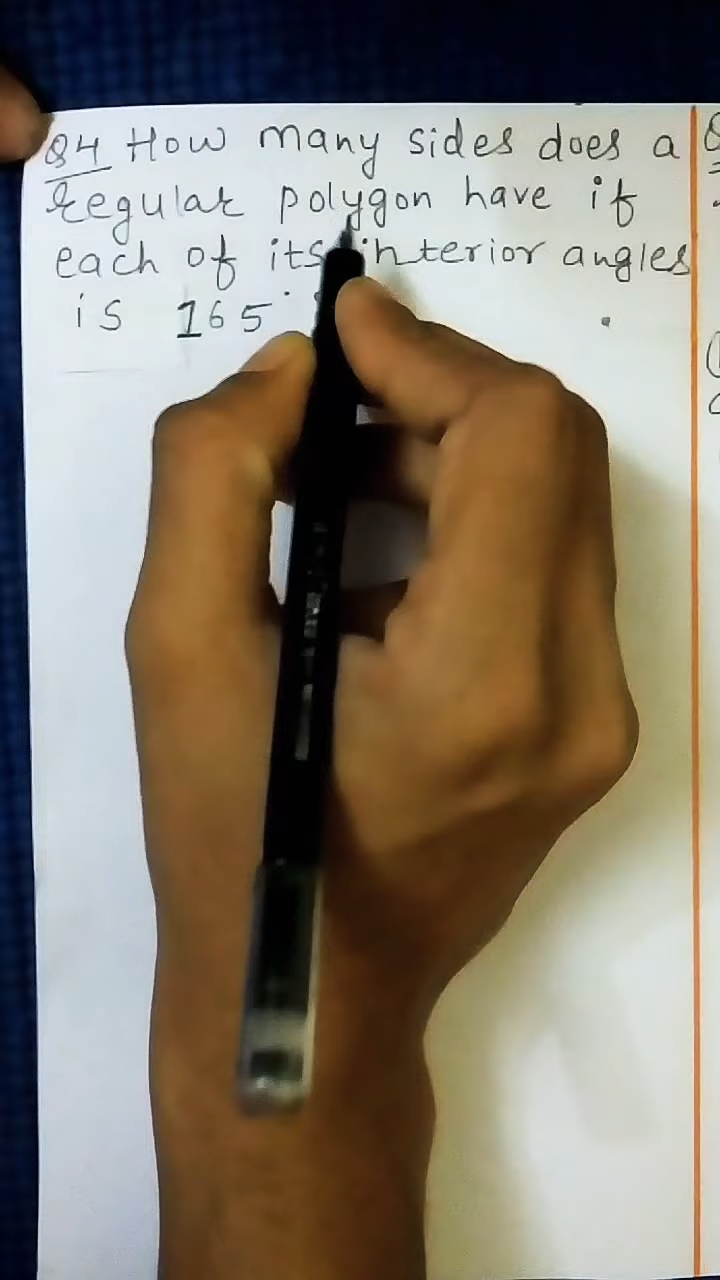 Q4 How many sides does a
regular polygon have if
each of its interior angles
is 165°